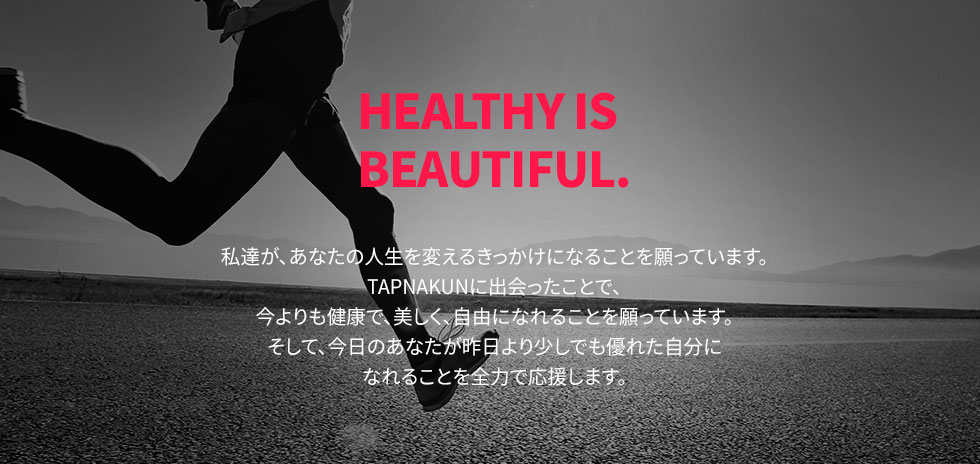 HEALTHY IS
BEAUTIFUL.
私達が、あなたの人生を変えるきっかけになることを願っています。
TAPNAKUNに出会ったことで、
今よりも健康で、美しく、自由になれることを願っています。
そして、今日のあなたが昨日より少しでも優れた自分に
なれることを全力で応援します。